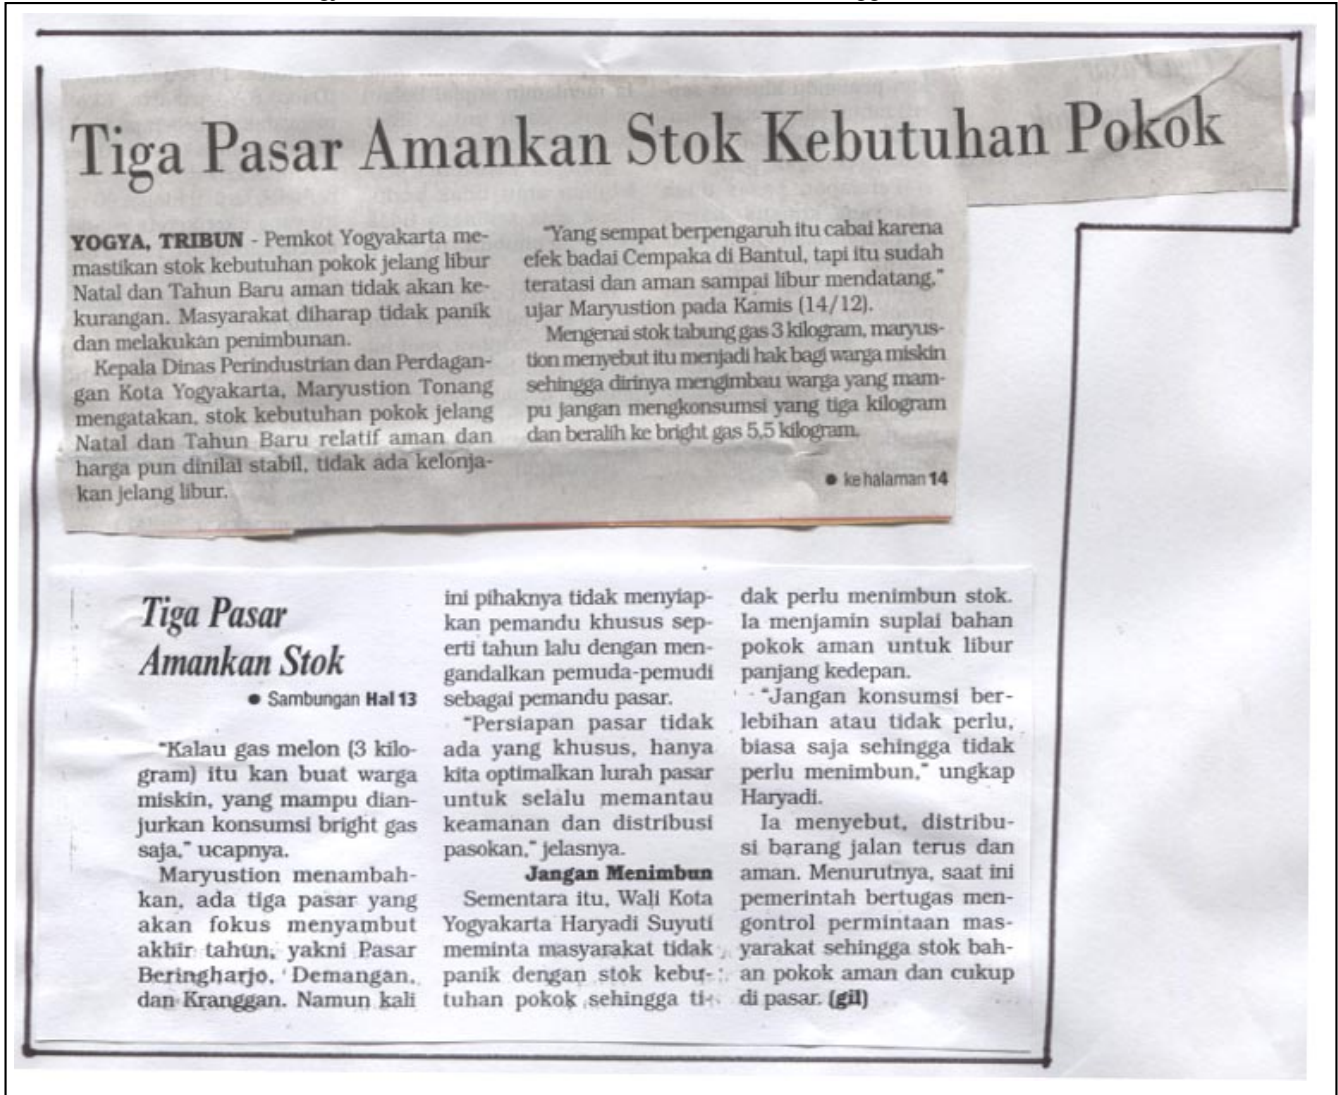 Tiga Pasar Amankan Stok Kebutuhan Pokok
YOGYA, TRIBUN - Pemkot Yogyakarta me-
mastikan stok kebutuhan pokok jelang libur
Natal dan Tahun Baru aman tidak akan ke-
kurangan. Masyarakat diharap tidak panik
dan melakukan penimbunan.
Kepala Dinas Perindustrian dan Perdagan-
gan Kota Yogyakarta, Maryustion Tonang
mengatakan, stok kebutuhan pokok jelang
Natal dan Tahun Baru relatif aman dan
harga pun dinilai stabil, tidak ada kelonja-
kan jelang libur.
"Yang sempat berpengaruh itu cabai karena
efek badai Cempaka di Bantul, tapi itu sudah
teratasi dan aman sampai libur mendatang,"
ujar Maryustion pada Kamis (14/12).
Mengenai stok tabung gas 3 kilogram, maryus-
tion menyebut itu menjadi hak bagi warga miskin
sehingga dirinya mengimbau warga yang mam-
pu jangan mengkonsumsi yang tiga kilogram
dan beralih ke bright gas 5,5 kilogram.
● ke halaman 14
Tiga Pasar
Amankan Stok
● Sambungan Hal 13
"Kalau gas melon (3 kilo-
gram) itu kan buat warga
miskin, yang mampu dian-
jurkan konsumsi bright gas
saja," ucapnya.
Maryustion menambah-
kan, ada tiga pasar yang
akan fokus menyambut
akhir tahun, yakni Pasar
Beringharjo, Demangan,
dan Kranggan. Namun kali
ini pihaknya tidak menyiap-
kan pemandu khusus sep-
erti tahun lalu dengan men-
gandalkan pemuda-pemudi
sebagai pemandu pasar.
"Persiapan pasar tidak
ada yang khusus, hanya
kita optimalkan lurah pasar
untuk selalu memantau
keamanan dan distribusi
pasokan," jelasnya.
Jangan Menimbun
Sementara itu, Wali Kota
Yogyakarta Haryadi Suyuti
meminta masyarakat tidak
panik dengan stok kebu-
tuhan pokok sehingga ti-
dak perlu menimbun stok.
Ia menjamin suplai bahan
pokok aman untuk libur
panjang kedepan.
"Jangan konsumsi ber-
lebihan atau tidak perlu,
biasa saja sehingga tidak
perlu menimbun," ungkap
Haryadi.
Ia menyebut, distribu-
si barang jalan terus dan
aman. Menurutnya, saat ini
pemerintah bertugas men-
gontrol permintaan mas-
yarakat sehingga stok bah-
an pokok aman dan cukup
di pasar. (gil)